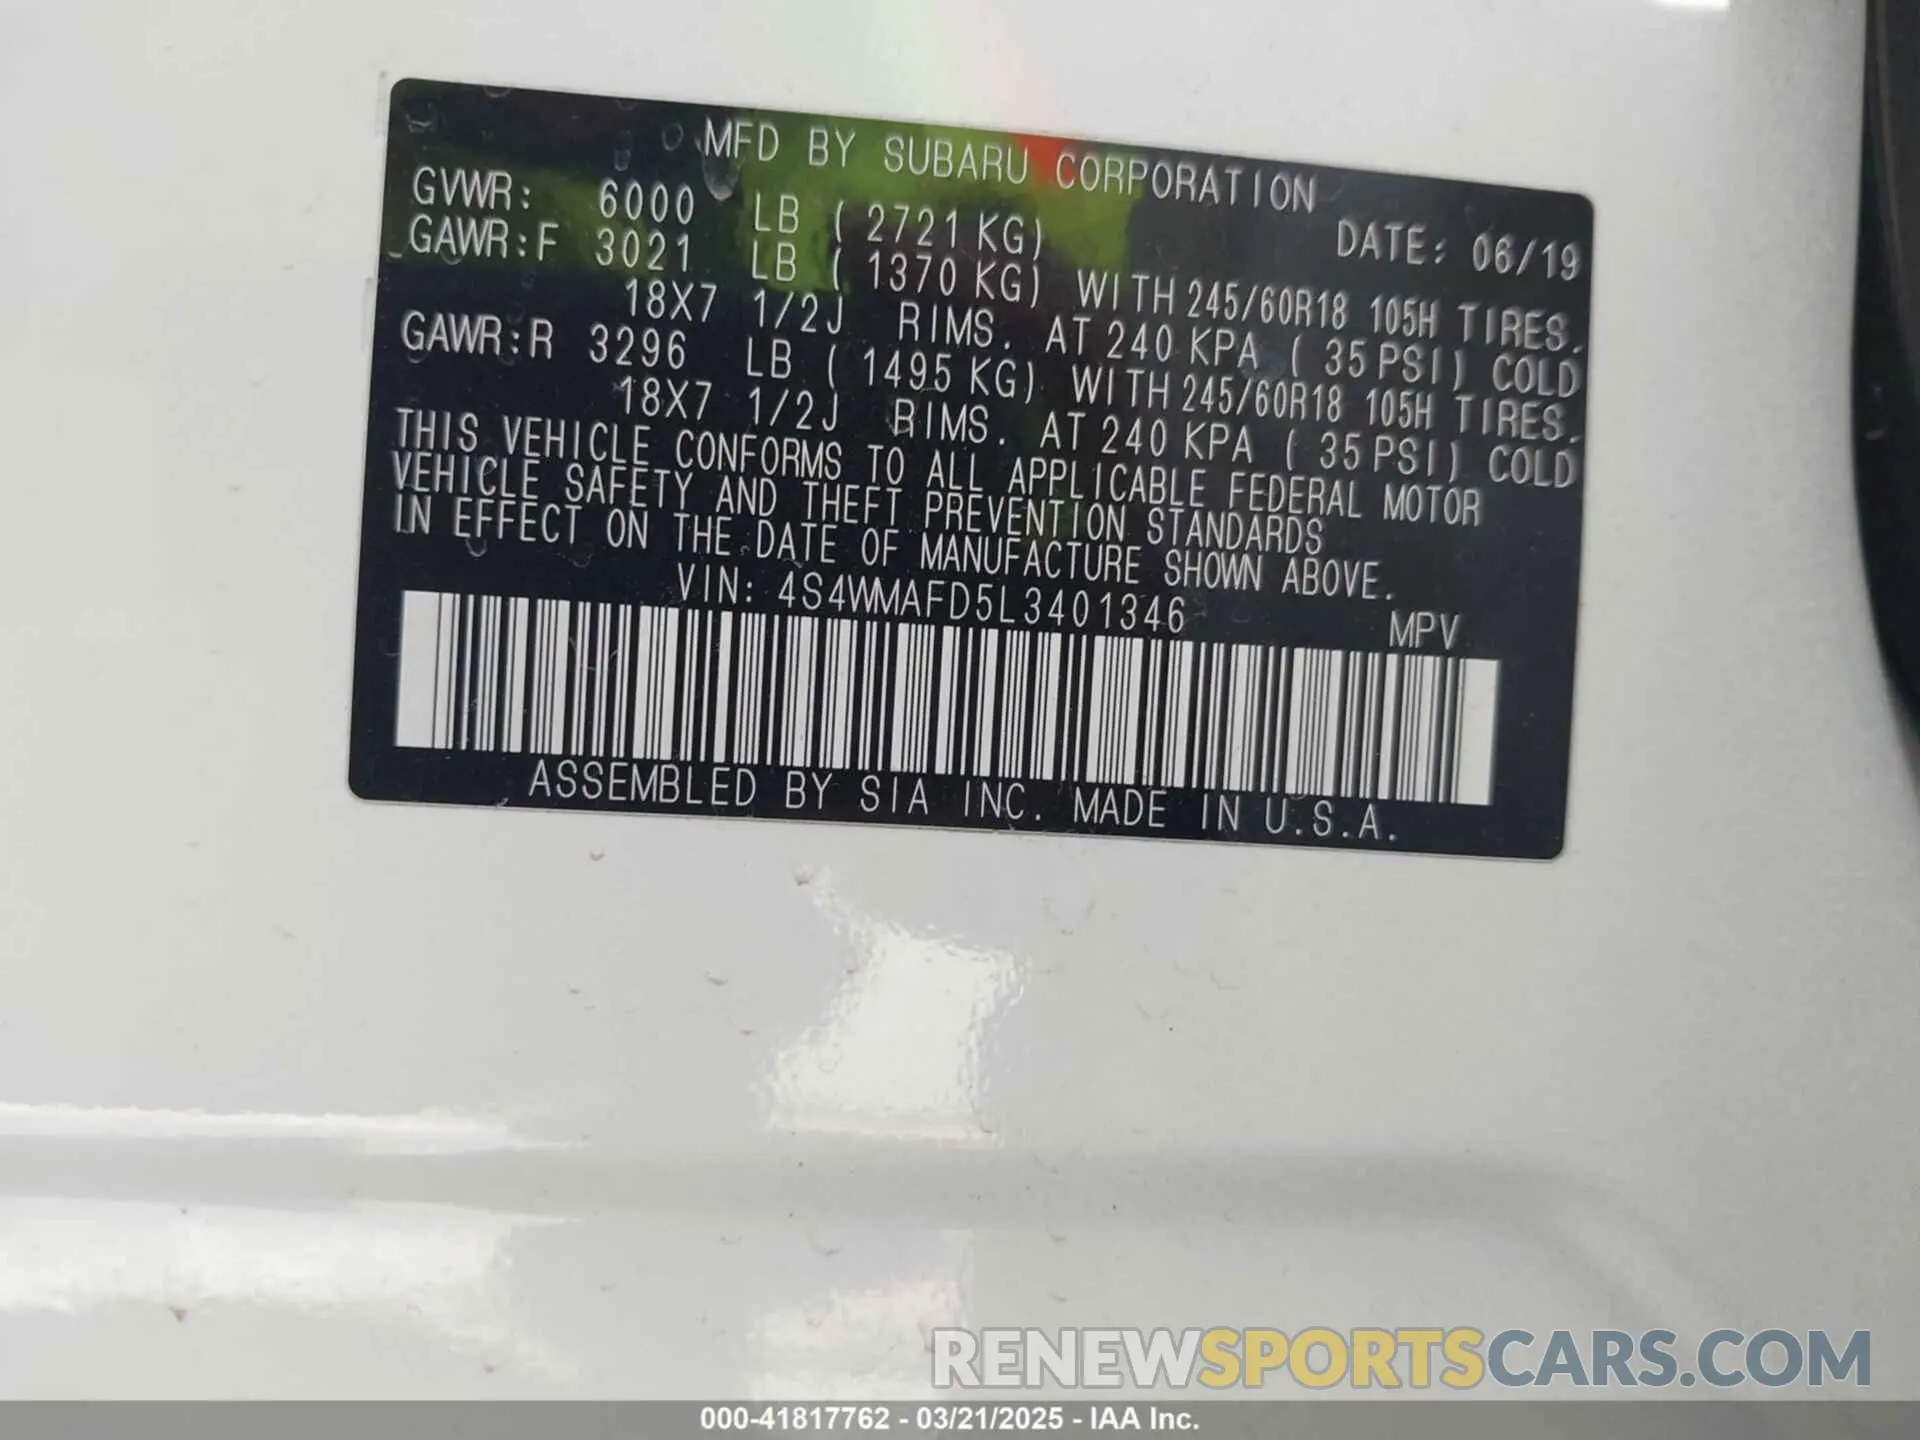 MFD BY SUBARU CORPORATION
GVWR: 6000 LB ( 2721 KG) DATE: 06/19
GAWR:F 3021 LB ( 1370 KG) WITH 245/60R18 105H TIRES.
18X7 1/2J RIMS. AT 240 KPA ( 35 PSI) COLD
GAWR:R 3296 LB ( 1495 KG) WITH 245/60R18 105H TIRES.
18X7 1/2J RIMS. AT 240 KPA ( 35 PSI) COLD
THIS VEHICLE CONFORMS TO ALL APPLICABLE FEDERAL MOTOR
VEHICLE SAFETY AND THEFT PREVENTION STANDARDS
IN EFFECT ON THE DATE OF MANUFACTURE SHOWN ABOVE.
VIN: 4S4WMAFD5L3401346 MPV
ASSEMBLED BY SIA INC. MADE IN U.S.A.
RENEWSPORTSCARS.COM
000-41817762 - 03/21/2025 - IAA Inc.